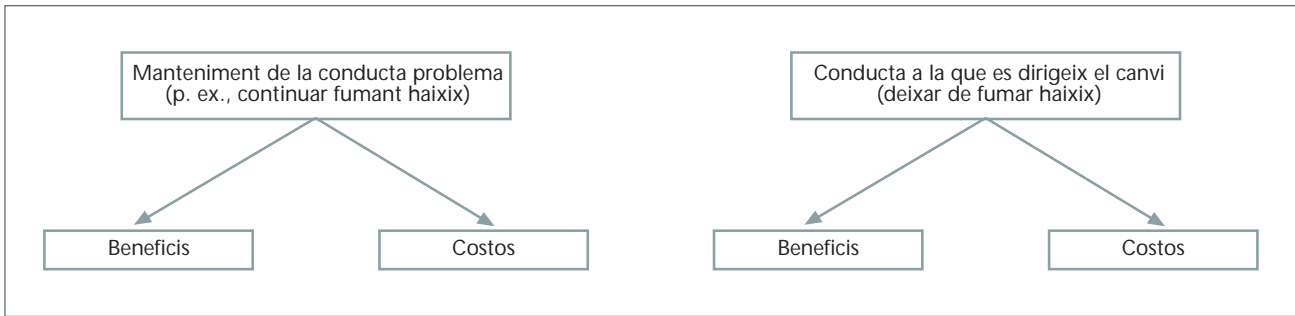 Manteniment de la conducta problema
(p. ex., continuar fumant haixix)
Conducta a la que es dirigeix el canvi
(deixar de fumar haixix)
Beneficis
Costos
Beneficis
Costos